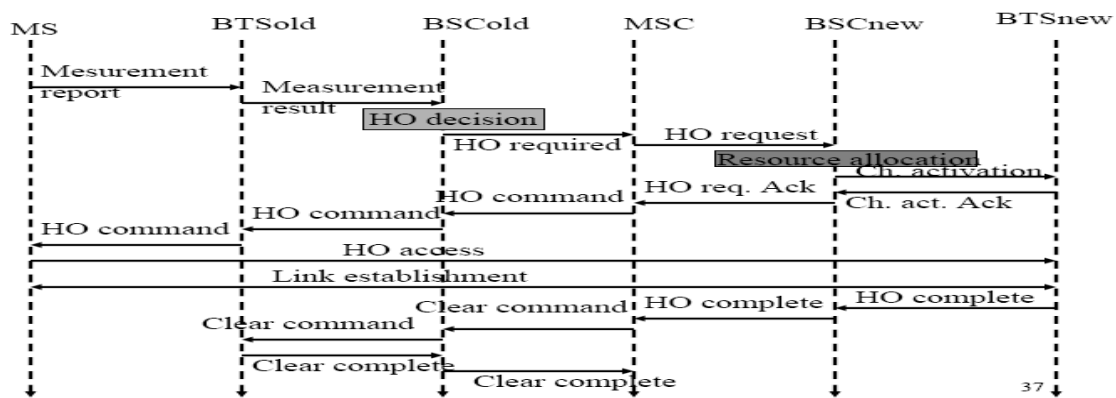 MS
BTSold
BSCold
MSC
BSCnew
BTSnew
Mesurement
report
Measurement
result
HO decision
HO required
HO request
Resource allocation
Ch. activation
Ch. act. Ack
HO req. Ack
HO command
HO command
HO command
HO access
Link establishment
HO complete
HO complete
Clear command
Clear command
Clear complete
Clear complete
37